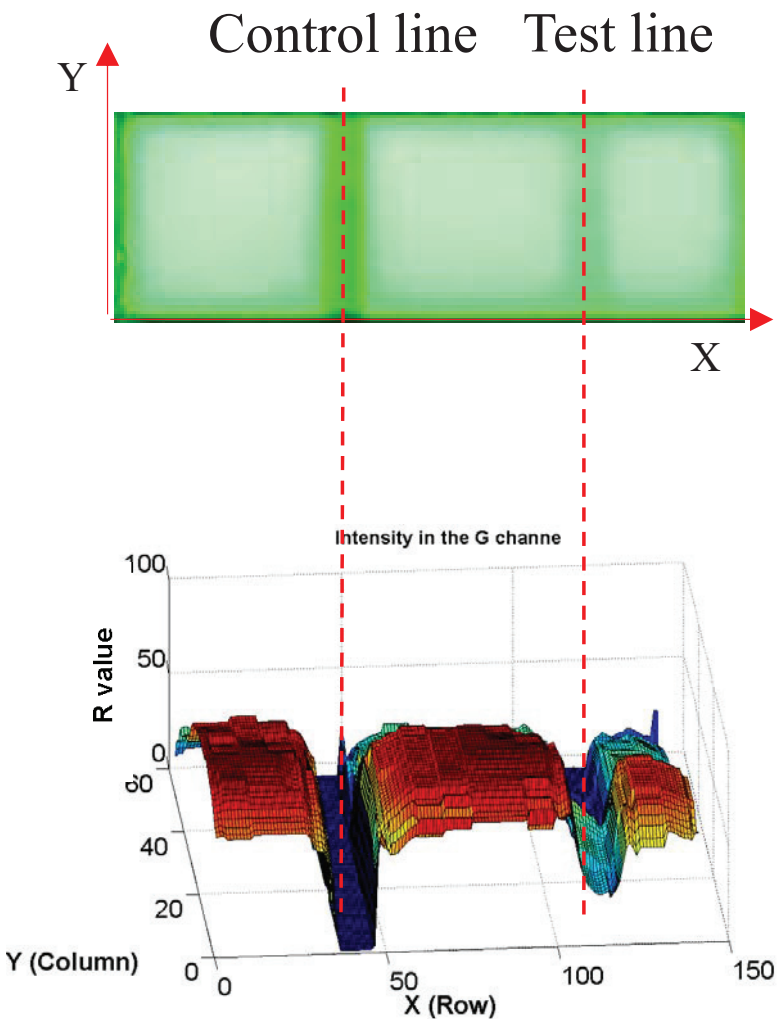 Control line Test line
Y
X
Intensity in the G channe
100
50
0
R value
40
20
0
Y (Column)
0
50
100
150
X (Row)